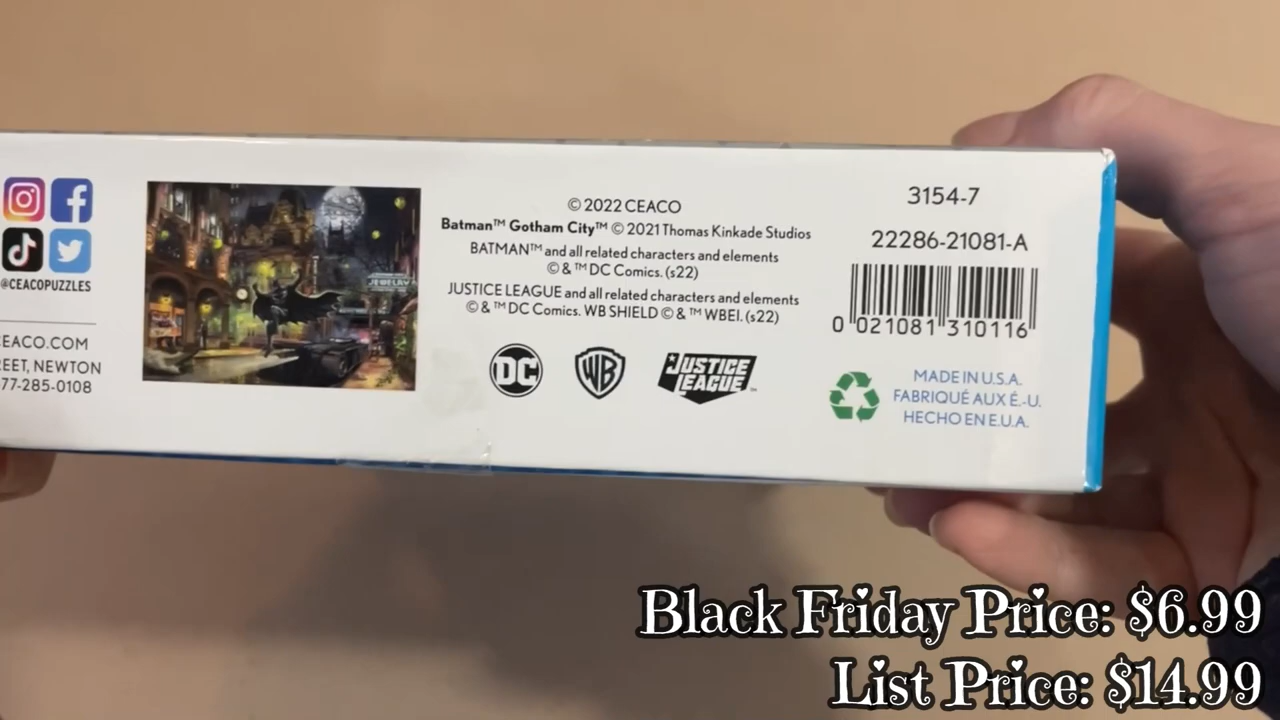 @CEACOPUZZLES
CEACO.COM
REET, NEWTON
77-285-0108
JEWELRY
© 2022 CEACO
Batman™ Gotham City™ © 2021 Thomas Kinkade Studios
BATMAN™ and all related characters and elements
© & ™ DC Comics. (s22)
JUSTICE LEAGUE and all related characters and elements
© & ™ DC Comics. WB SHIELD © & ™ WBEI. (s22)
DC
WB
JUSTICE
LEAGUE™
3154-7
22286-21081-A
0 021081 310116
MADE IN U.S.A.
FABRIQUÉ AUX É.-U.
HECHO EN E.U.A.
Black Friday Price: $6.99
List Price: $14.99